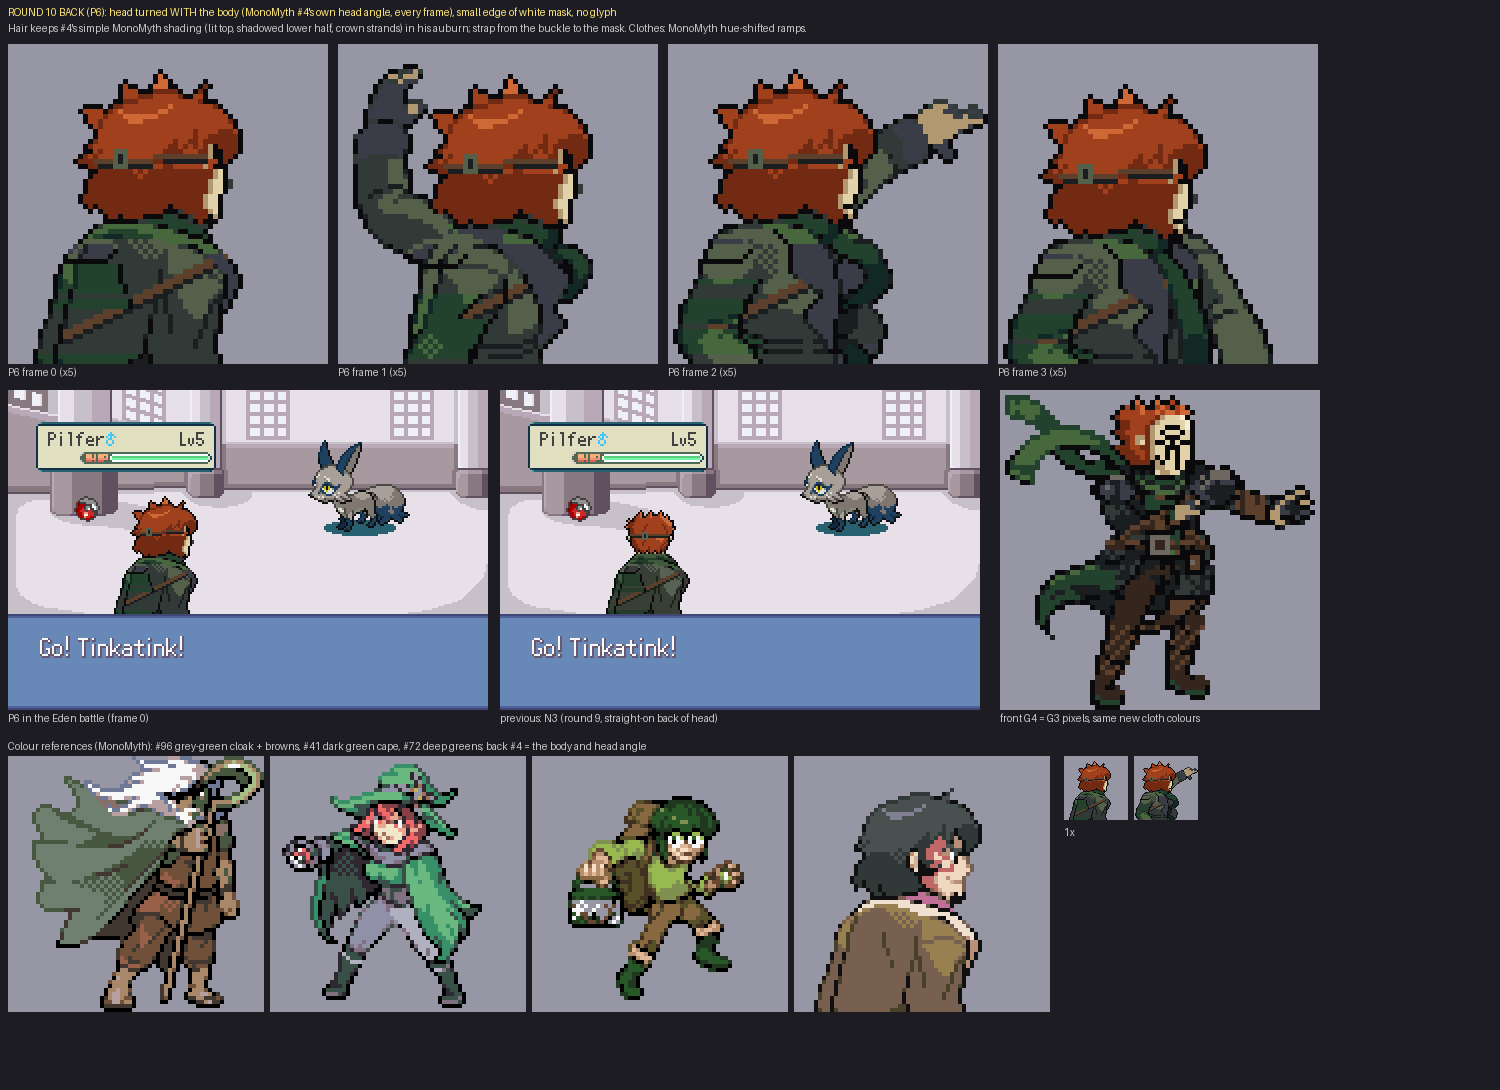 ROUND 10 BACK (P6): head turned WITH the body (MonoMyth #4's own head angle, every frame), small edge of white mask, no glyph
Hair keeps #4's simple MonoMyth shading (lit top, shadowed lower half, crown strands) in his auburn; strap from the buckle to the mask. Clothes: MonoMyth hue-shifted ramps.
P6 frame 0 (x5)
P6 frame 1 (x5)
P6 frame 2 (x5)
P6 frame 3 (x5)
Pilfer♂ Lv5
Go! Tinkatink!
Pilfer♂ Lv5
Go! Tinkatink!
P6 in the Eden battle (frame 0)
previous: N3 (round 9, straight-on back of head)
front G4 = G3 pixels, same new cloth colours
Colour references (MonoMyth): #96 grey-green cloak + browns, #41 dark green cape, #72 deep greens; back #4 = the body and head angle
1x